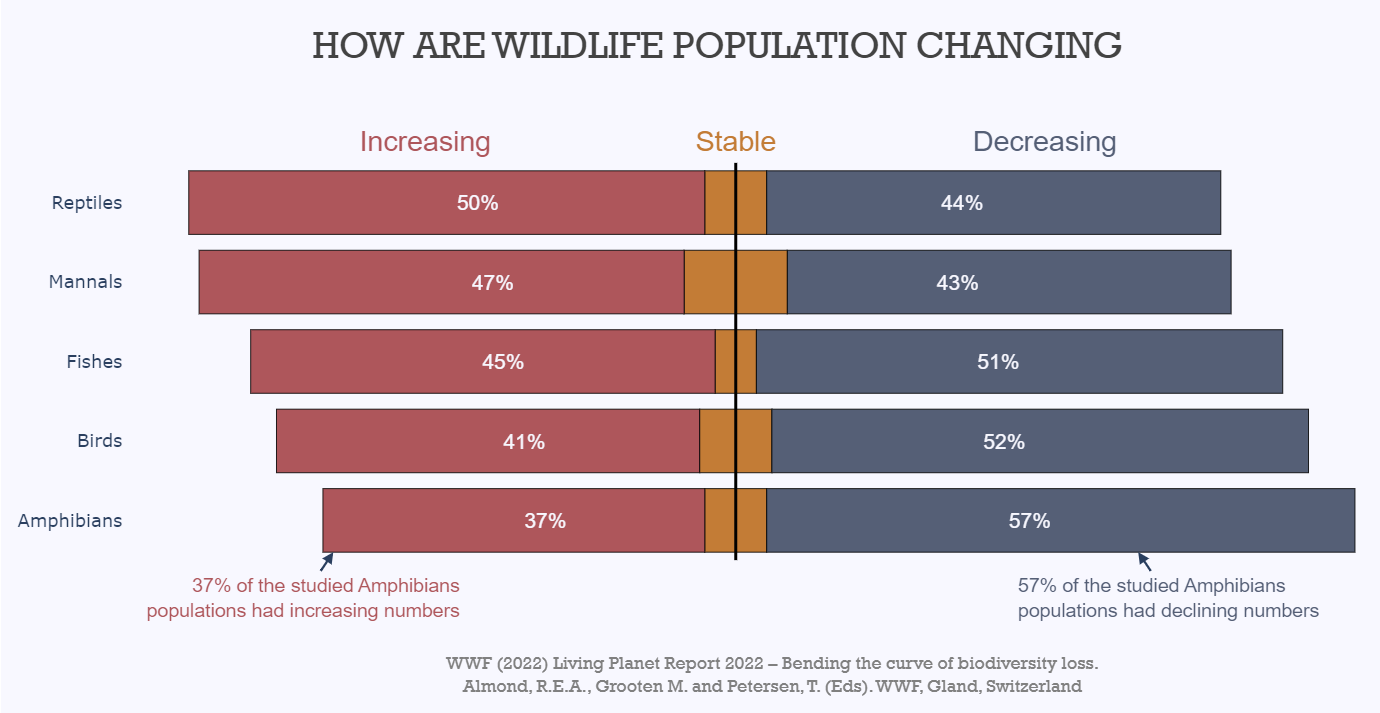 HOW ARE WILDLIFE POPULATION CHANGING
Increasing Stable Decreasing
Reptiles 50% 44%
Mannals 47% 43%
Fishes 45% 51%
Birds 41% 52%
Amphibians 37% 57%
37% of the studied Amphibians
populations had increasing numbers
57% of the studied Amphibians
populations had declining numbers
WWF (2022) Living Planet Report 2022 – Bending the curve of biodiversity loss.
Almond, R.E.A., Grooten M. and Petersen, T. (Eds). WWF, Gland, Switzerland